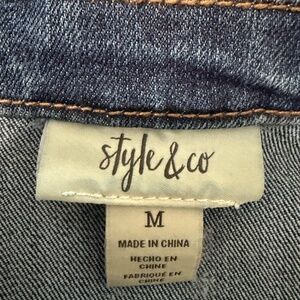 style & co
M
MADE IN CHINA
HECHO EN
CHINE
FABRIQUÉ EN
CHINE